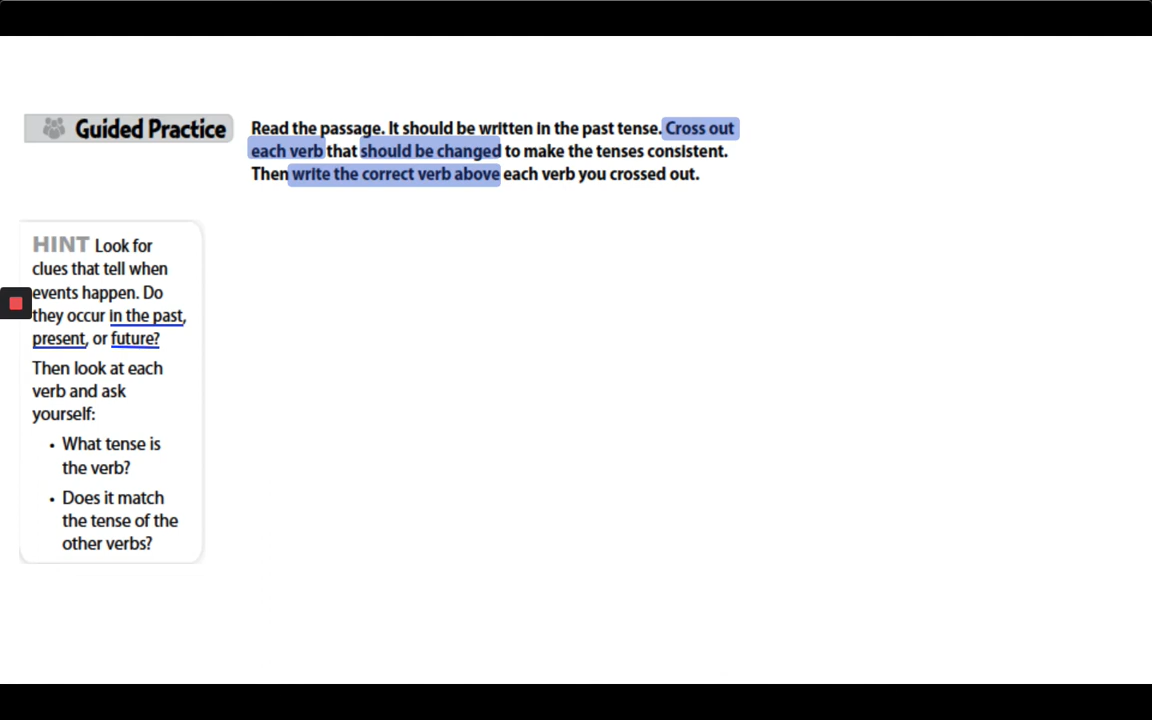 Guided Practice
Read the passage. It should be written in the past tense. Cross out
each verb that should be changed to make the tenses consistent.
Then write the correct verb above each verb you crossed out.
HINT Look for
clues that tell when
events happen. Do
they occur in the past,
present, or future?
Then look at each
verb and ask
yourself:
• What tense is
the verb?
• Does it match
the tense of the
other verbs?